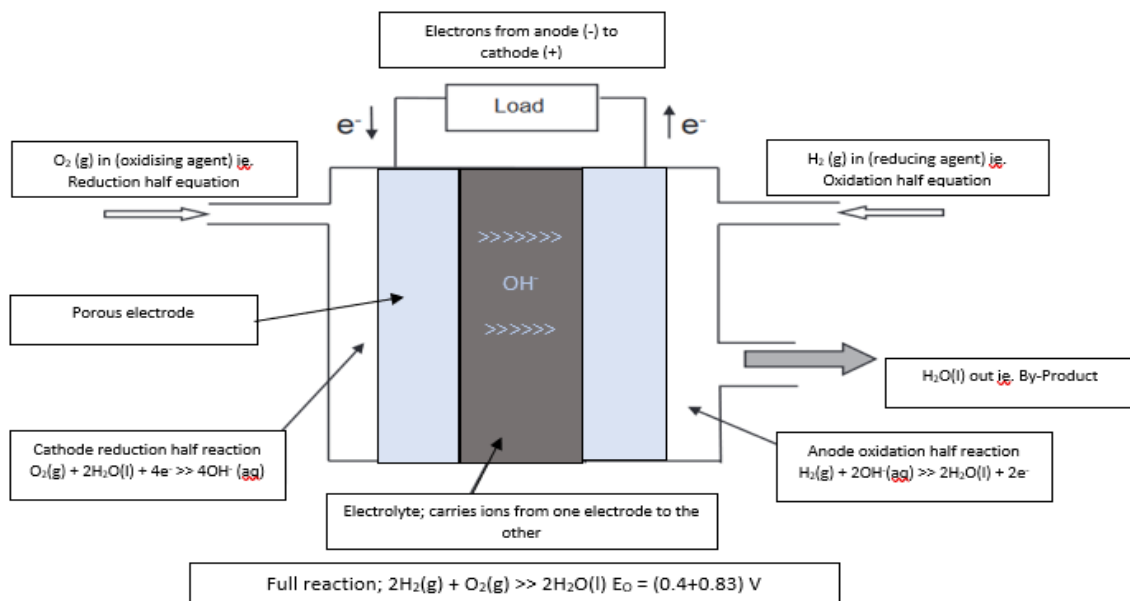 Electrons from anode (-) to
cathode (+)
Load
e⁻
e⁻
O₂ (g) in (oxidising agent) ie.
Reduction half equation
H₂ (g) in (reducing agent) ie.
Oxidation half equation
>>>>>>>
OH⁻
>>>>>>
Porous electrode
H₂O(l) out ie. By-Product
Cathode reduction half reaction
O₂(g) + 2H₂O(l) + 4e⁻ >> 4OH⁻ (aq)
Anode oxidation half reaction
H₂(g) + 2OH⁻(aq) >> 2H₂O(l) + 2e⁻
Electrolyte; carries ions from one electrode to the
other
Full reaction; 2H₂(g) + O₂(g) >> 2H₂O(l) E₀ = (0.4+0.83) V